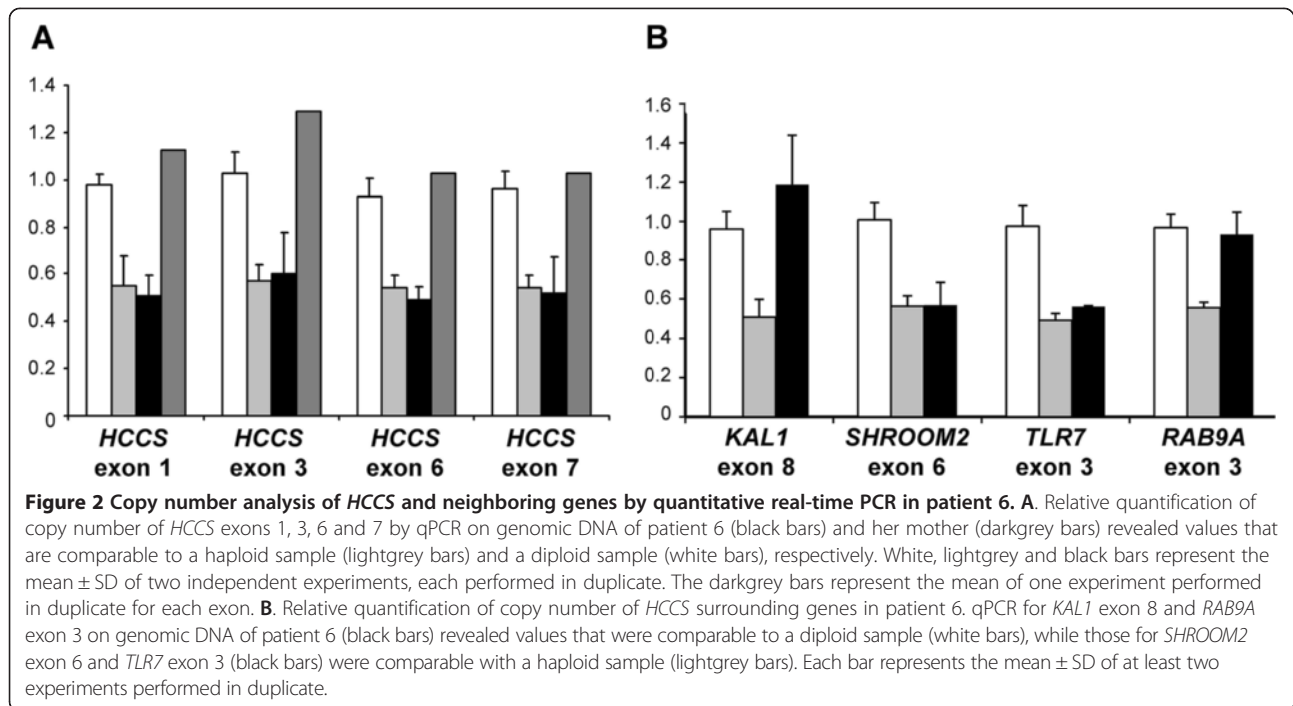 A
B
1.4
1.2
1.0
0.8
0.6
0.4
0.2
0
HCCS
exon 1
HCCS
exon 3
HCCS
exon 6
HCCS
exon 7
1.6
1.4
1.2
1.0
0.8
0.6
0.4
0.2
0
KAL1
exon 8
SHROOM2
exon 6
TLR7
exon 3
RAB9A
exon 3
Figure 2 Copy number analysis of HCCS and neighboring genes by quantitative real-time PCR in patient 6. A. Relative quantification of
copy number of HCCS exons 1, 3, 6 and 7 by qPCR on genomic DNA of patient 6 (black bars) and her mother (darkgrey bars) revealed values that
are comparable to a haploid sample (lightgrey bars) and a diploid sample (white bars), respectively. White, lightgrey and black bars represent the
mean ± SD of two independent experiments, each performed in duplicate. The darkgrey bars represent the mean of one experiment performed
in duplicate for each exon. B. Relative quantification of copy number of HCCS surrounding genes in patient 6. qPCR for KAL1 exon 8 and RAB9A
exon 3 on genomic DNA of patient 6 (black bars) revealed values that were comparable to a diploid sample (white bars), while those for SHROOM2
exon 6 and TLR7 exon 3 (black bars) were comparable with a haploid sample (lightgrey bars). Each bar represents the mean ± SD of at least two
experiments performed in duplicate.